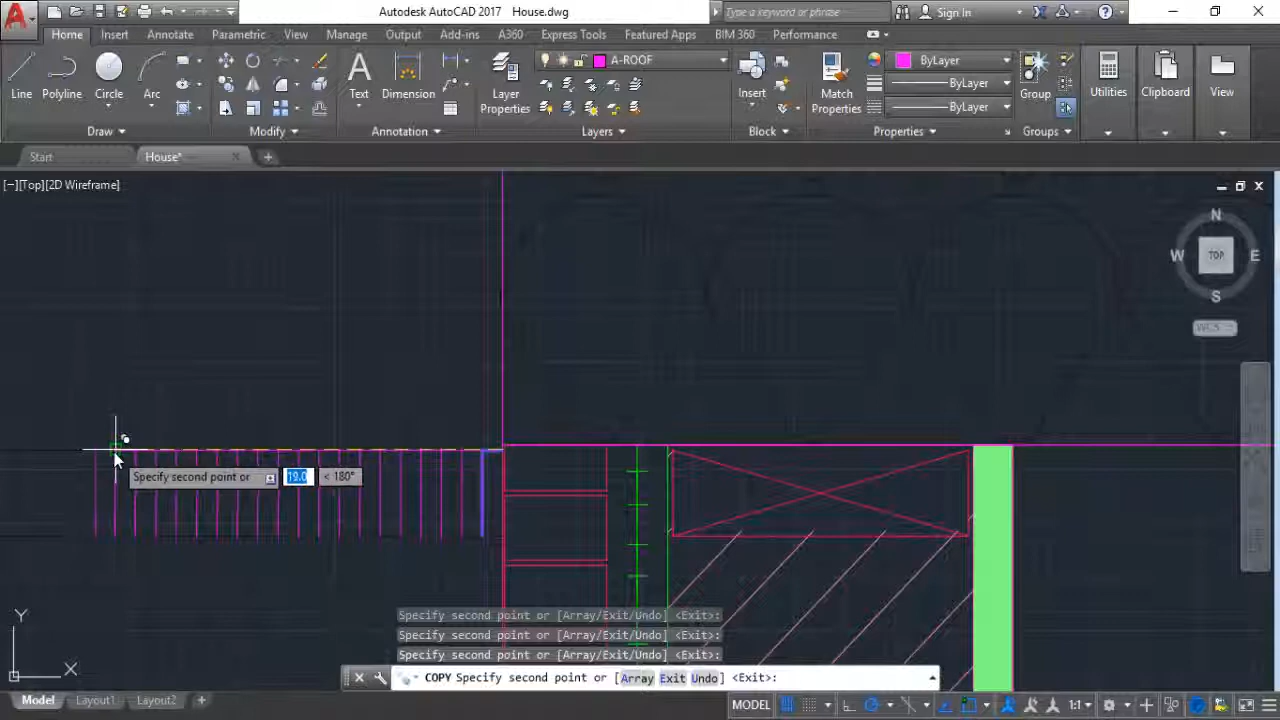 Autodesk AutoCAD 2017 House.dwg
Type a keyword or phrase
Sign In
Home Insert Annotate Parametric View Manage Output Add-ins A360 Express Tools Featured Apps BIM 360 Performance
A-ROOF
ByLayer
ByLayer
ByLayer
Line Polyline Circle Arc Text Dimension
Layer Properties
Insert
Match Properties
Group
Utilities Clipboard View
Draw Modify Annotation Layers Block Properties Groups
Start House*
[−][Top][2D Wireframe]
N
W TOP E
S
WCS
Specify second point or 19.0 < 180°
Y
X
Specify second point or [Array/Exit/Undo] <Exit>:
Specify second point or [Array/Exit/Undo] <Exit>:
Specify second point or [Array/Exit/Undo] <Exit>:
COPY Specify second point or [Array Exit Undo] <Exit>:
Model Layout1 Layout2 MODEL 1:1